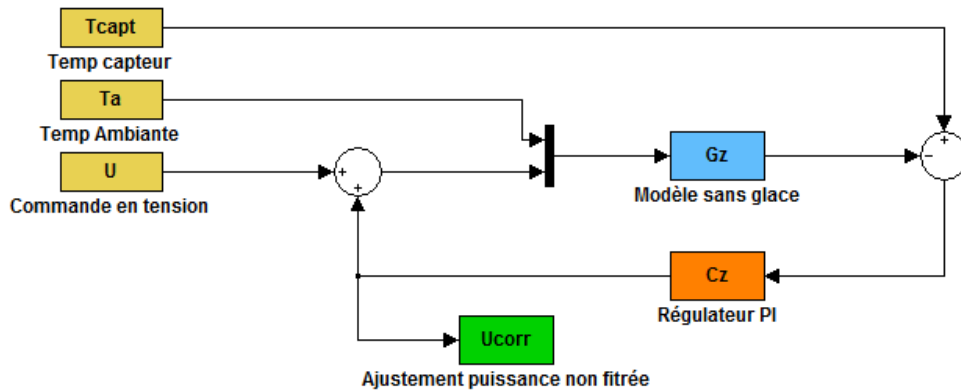 Tcapt
Temp capteur
Ta
Temp Ambiante
U
Commande en tension
+
+
Gz
Modèle sans glace
+
−
Cz
Régulateur PI
Ucorr
Ajustement puissance non fitrée